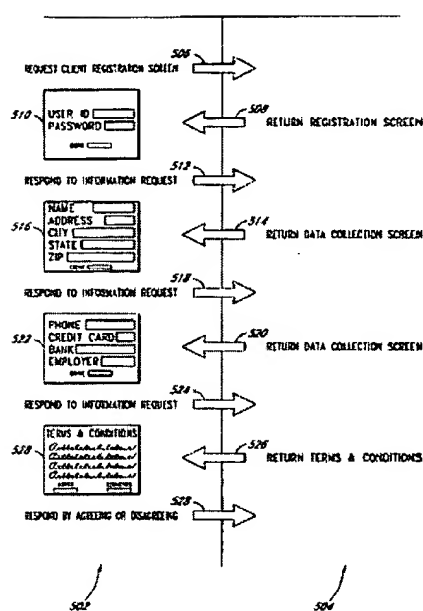 506
REQUEST CLIENT REGISTRATION SCREEN
510
USER ID
PASSWORD
508
RETURN REGISTRATION SCREEN
512
RESPOND TO INFORMATION REQUEST
516
NAME
ADDRESS
CITY
STATE
ZIP
514
RETURN DATA COLLECTION SCREEN
518
RESPOND TO INFORMATION REQUEST
522
PHONE
CREDIT CARD
BANK
EMPLOYER
520
RETURN DATA COLLECTION SCREEN
524
RESPOND TO INFORMATION REQUEST
TERMS & CONDITIONS
526
RETURN TERMS & CONDITIONS
528
RESPOND BY AGREEING OR DISAGREEING
502
504